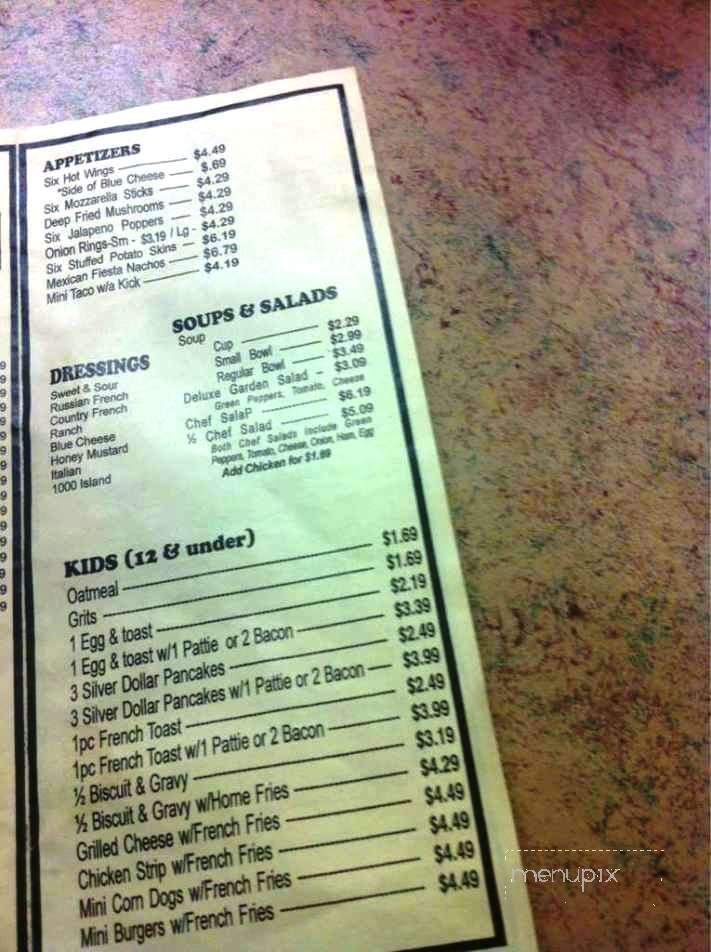 APPETIZERS
Six Hot Wings $4.49
*Side of Blue Cheese $.69
Six Mozzarella Sticks $4.29
Deep Fried Mushrooms $4.29
Six Jalapeno Poppers $4.29
Onion Rings-Sm - $3.19 / Lg - $4.29
Six Stuffed Potato Skins $6.19
Mexican Fiesta Nachos $6.79
Mini Taco w/a Kick $4.19
SOUPS & SALADS
Soup
Cup $2.29
Small Bowl $2.99
Regular Bowl $3.49
Deluxe Garden Salad - $3.09
Green Peppers, Tomato, Cheese
Chef SalaP $6.19
½ Chef Salad $5.09
Both Chef Salads Include Green
Peppers, Tomato, Cheese, Onion, Ham, Egg
Add Chicken for $1.69
DRESSINGS
Sweet & Sour
Russian French
Country French
Ranch
Blue Cheese
Honey Mustard
Italian
1000 Island
KIDS (12 & under)
Oatmeal $1.69
Grits $1.69
1 Egg & toast $2.19
1 Egg & toast w/1 Pattie or 2 Bacon $3.39
3 Silver Dollar Pancakes $2.49
3 Silver Dollar Pancakes w/1 Pattie or 2 Bacon $3.99
1pc French Toast $2.49
1pc French Toast w/1 Pattie or 2 Bacon $3.99
½ Biscuit & Gravy $3.19
½ Biscuit & Gravy w/Home Fries $4.29
Grilled Cheese w/French Fries $4.49
Chicken Strip w/French Fries $4.49
Mini Corn Dogs w/French Fries $4.49
Mini Burgers w/French Fries $4.49
menupix